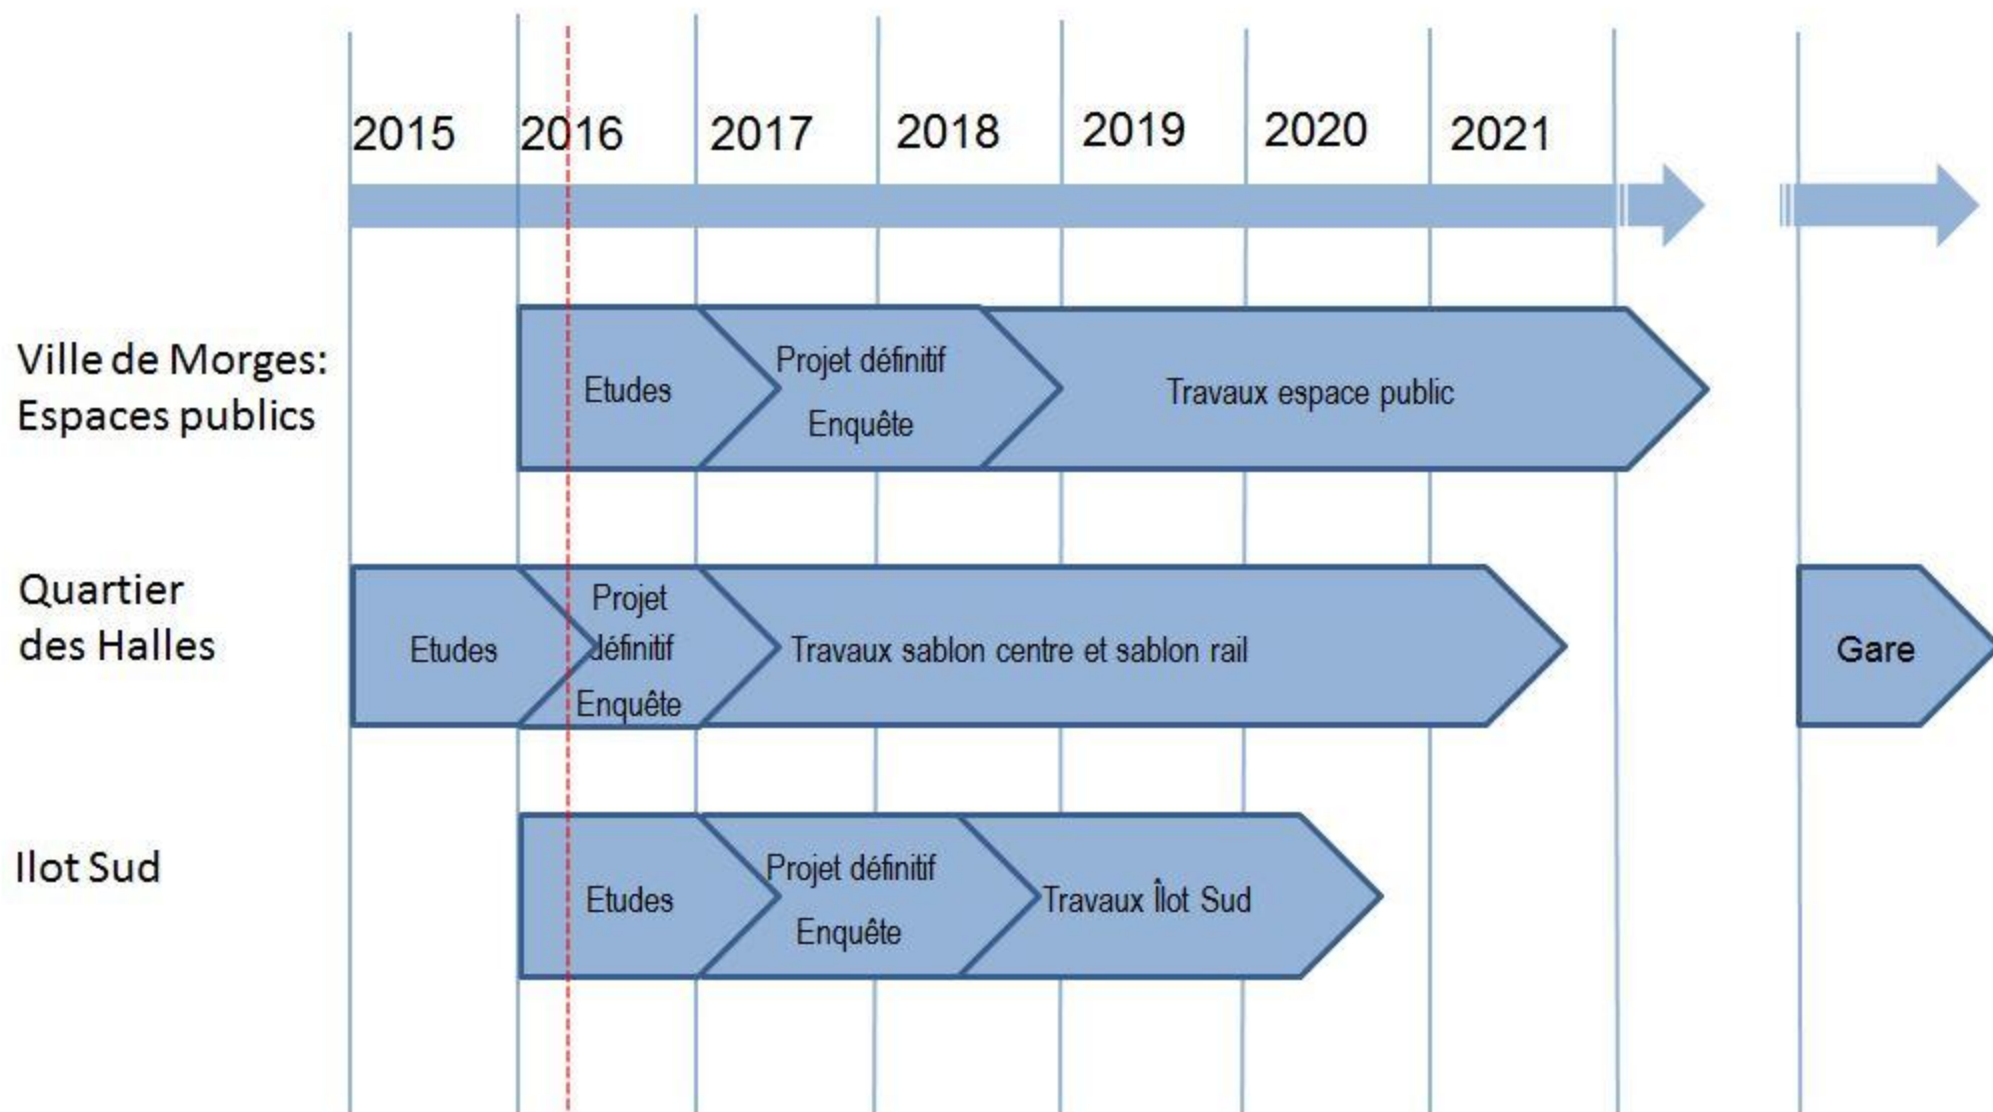 2015 2016 2017 2018 2019 2020 2021
Ville de Morges:
Espaces publics
Etudes
Projet définitif
Enquête
Travaux espace public
Quartier
des Halles
Etudes
Projet
définitif
Enquête
Travaux sablon centre et sablon rail
Gare
Ilot Sud
Etudes
Projet définitif
Enquête
Travaux Îlot Sud